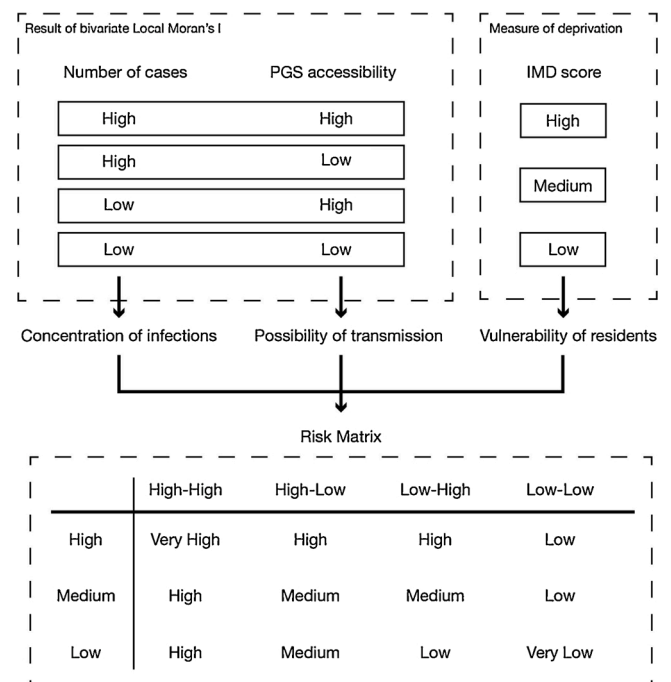 Result of bivariate Local Moran's I
Measure of deprivation
Number of cases PGS accessibility IMD score
High High
High Low
Low High
Low Low
High
Medium
Low
Concentration of infections Possibility of transmission Vulnerability of residents
Risk Matrix
High-High High-Low Low-High Low-Low
High Very High High High Low
Medium High Medium Medium Low
Low High Medium Low Very Low